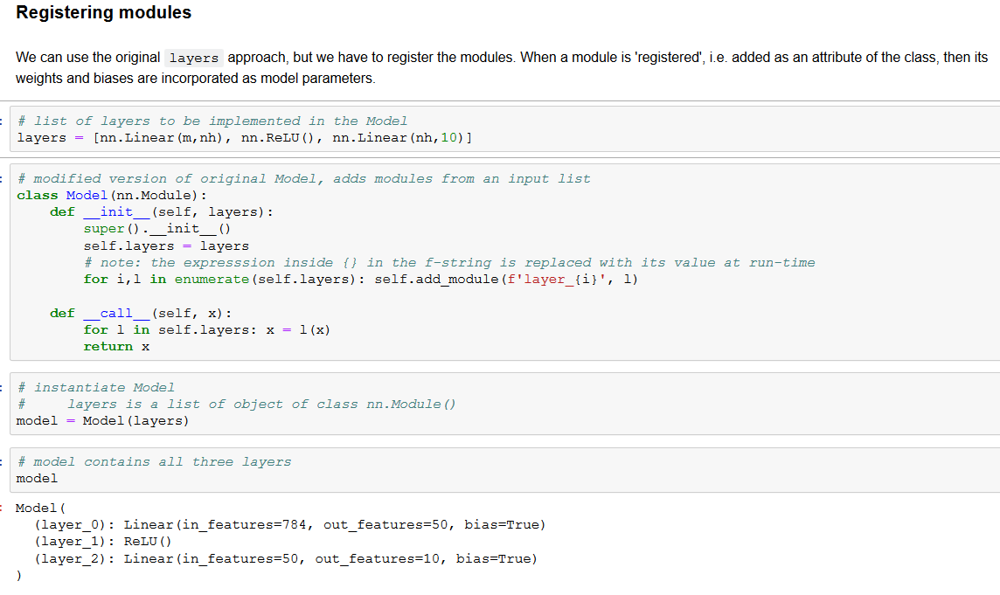 Registering modules
We can use the original layers approach, but we have to register the modules. When a module is 'registered', i.e. added as an attribute of the class, then its
weights and biases are incorporated as model parameters.
# list of layers to be implemented in the Model
layers = [nn.Linear(m,nh), nn.ReLU(), nn.Linear(nh,10)]
# modified version of original Model, adds modules from an input list
class Model(nn.Module):
    def __init__(self, layers):
        super().__init__()
        self.layers = layers
        # note: the expresssion inside {} in the f-string is replaced with its value at run-time
        for i,l in enumerate(self.layers): self.add_module(f'layer_{i}', l)
    def __call__(self, x):
        for l in self.layers: x = l(x)
        return x
# instantiate Model
#     layers is a list of object of class nn.Module()
model = Model(layers)
# model contains all three layers
model
Model(
  (layer_0): Linear(in_features=784, out_features=50, bias=True)
  (layer_1): ReLU()
  (layer_2): Linear(in_features=50, out_features=10, bias=True)
)